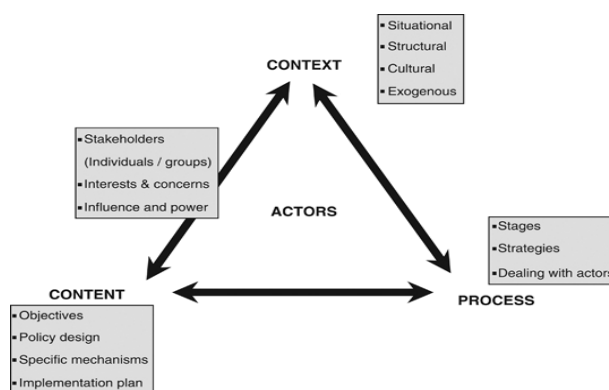 ▪ Situational
▪ Structural
▪ Cultural
▪ Exogenous
CONTEXT
▪ Stakeholders
(Individuals / groups)
▪ Interests & concerns
▪ Influence and power
ACTORS
▪ Stages
▪ Strategies
▪ Dealing with actors
CONTENT
PROCESS
▪ Objectives
▪ Policy design
▪ Specific mechanisms
▪ Implementation plan